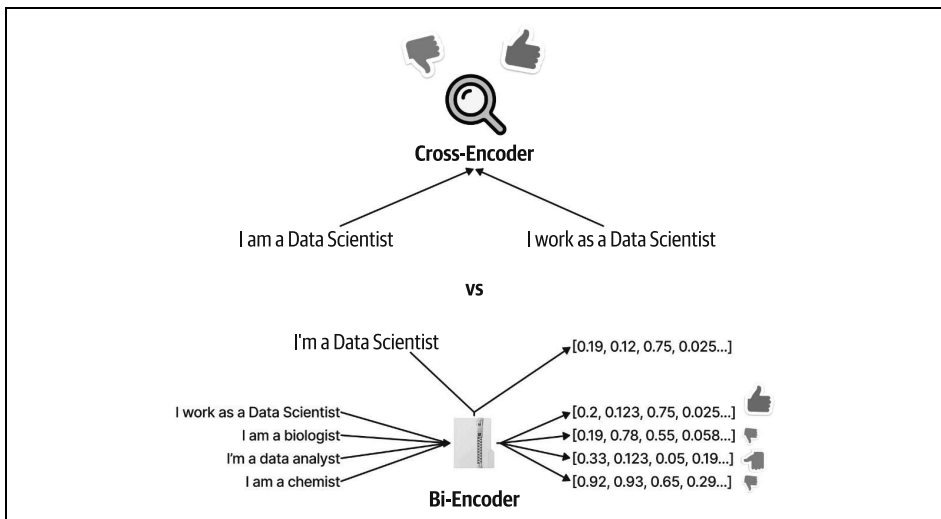 Cross-Encoder
I am a Data Scientist
I work as a Data Scientist
vs
I'm a Data Scientist
[0.19, 0.12, 0.75, 0.025...]
I work as a Data Scientist
[0.2, 0.123, 0.75, 0.025...]
I am a biologist
[0.19, 0.78, 0.55, 0.058...]
I'm a data analyst
[0.33, 0.123, 0.05, 0.19...]
I am a chemist
[0.92, 0.93, 0.65, 0.29...]
Bi-Encoder